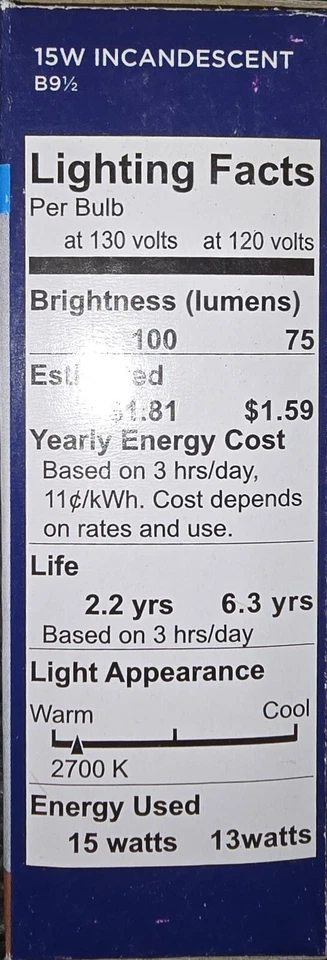 15W INCANDESCENT
B9½
Lighting Facts
Per Bulb
at 130 volts at 120 volts
Brightness (lumens)
100 75
$1.81 $1.59
Yearly Energy Cost
Based on 3 hrs/day,
11¢/kWh. Cost depends
on rates and use.
Life
2.2 yrs 6.3 yrs
Based on 3 hrs/day
Light Appearance
Warm Cool
2700 K
Energy Used
15 watts 13watts